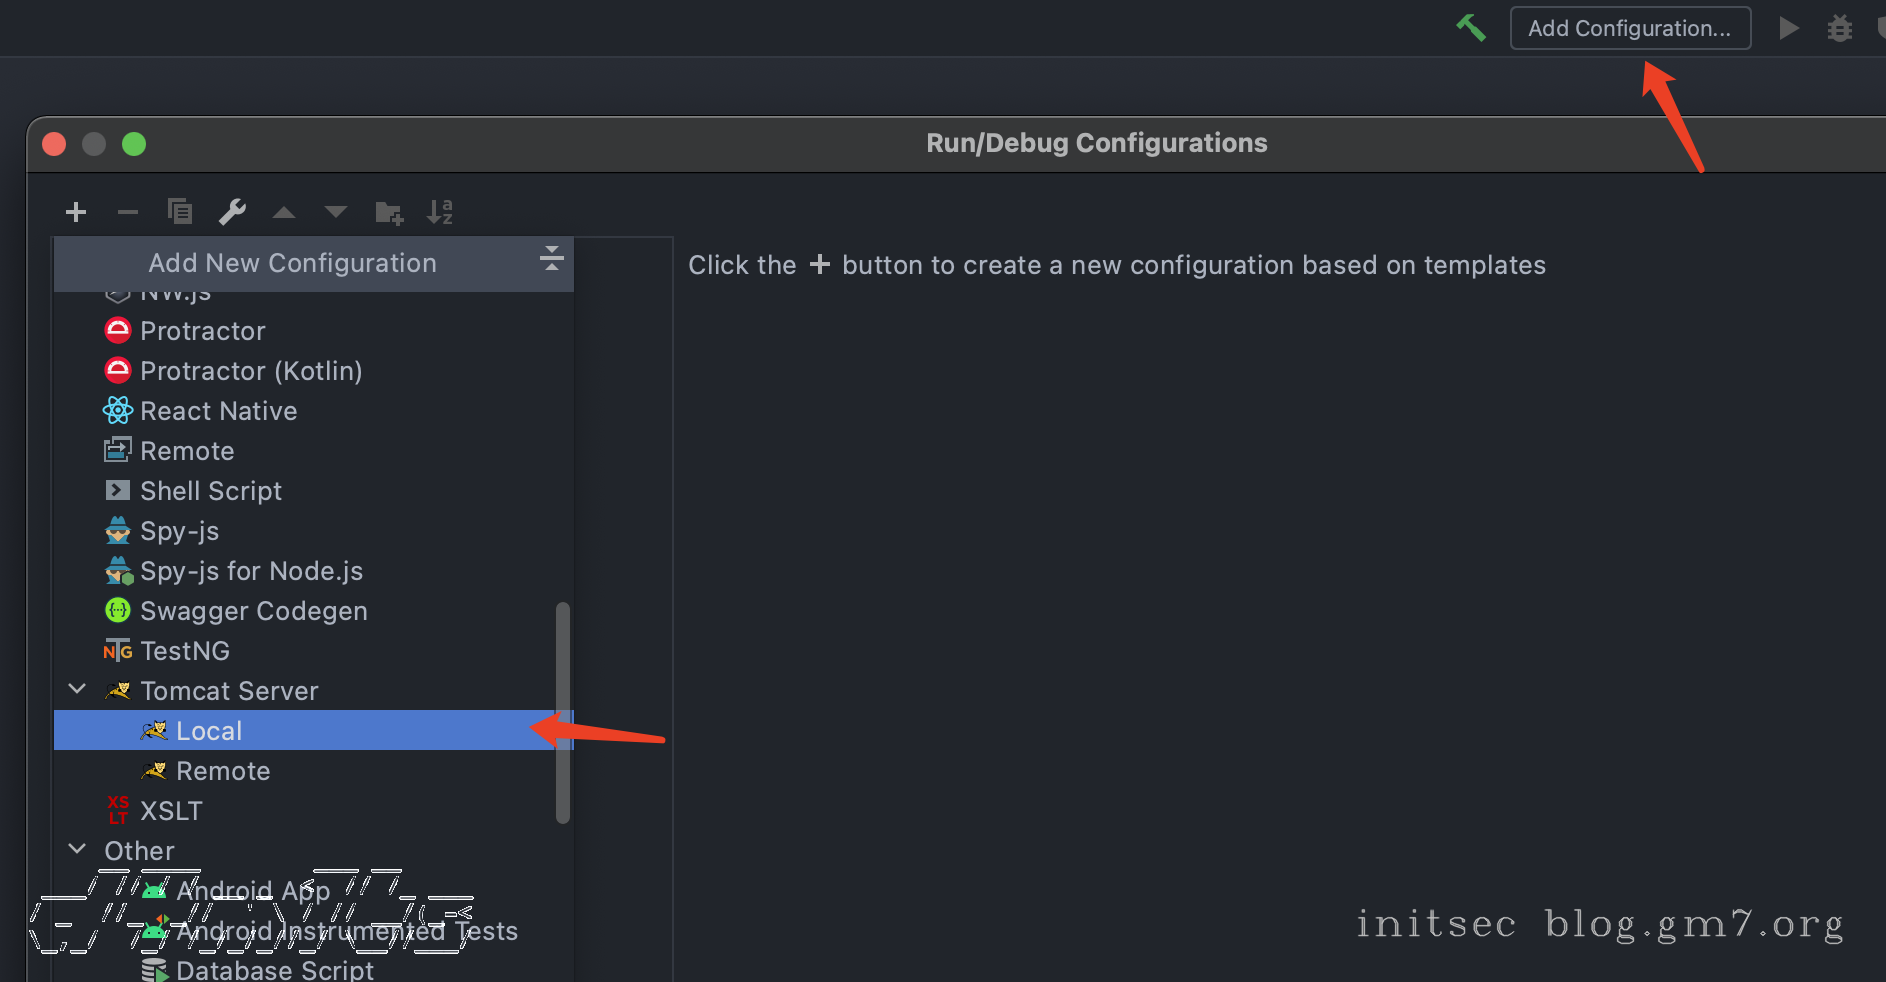 Add Configuration...
Run/Debug Configurations
Add New Configuration
Click the + button to create a new configuration based on templates
NW.js
Protractor
Protractor (Kotlin)
React Native
Remote
Shell Script
Spy-js
Spy-js for Node.js
Swagger Codegen
TestNG
Tomcat Server
Local
Remote
XSLT
Other
Android App
Android Instrumented Tests
Database Script
initsec blog.gm7.org